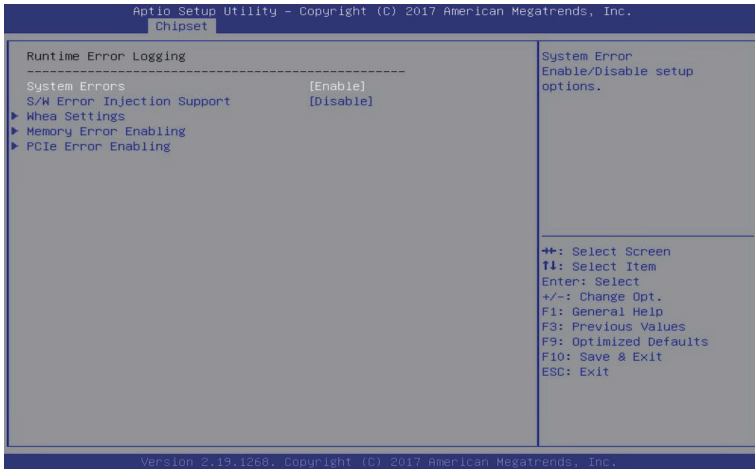 Aptio Setup Utility – Copyright (C) 2017 American Megatrends, Inc.
Chipset
Runtime Error Logging
--------------------------------------------------
System Errors [Enable]
S/W Error Injection Support [Disable]
▶ Whea Settings
▶ Memory Error Enabling
▶ PCIe Error Enabling
System Error
Enable/Disable setup
options.
→←: Select Screen
↑↓: Select Item
Enter: Select
+/-: Change Opt.
F1: General Help
F3: Previous Values
F9: Optimized Defaults
F10: Save & Exit
ESC: Exit
Version 2.19.1268. Copyright (C) 2017 American Megatrends, Inc.